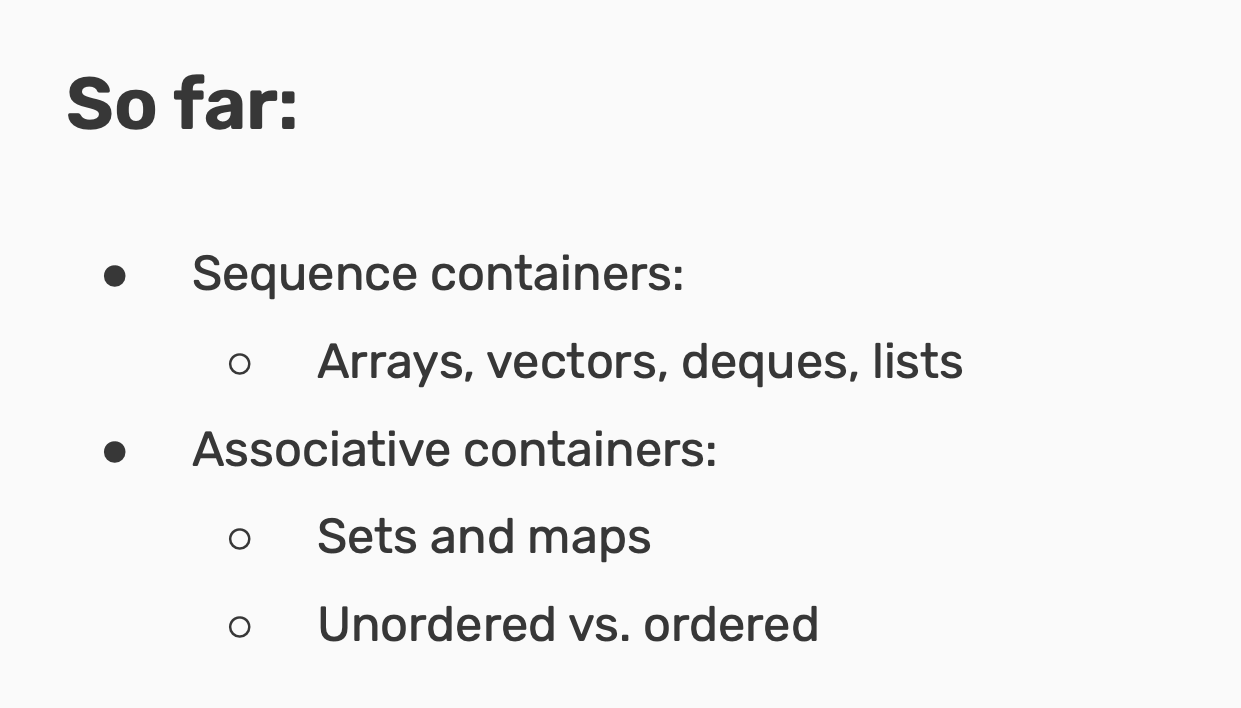 So far:
● Sequence containers:
○ Arrays, vectors, deques, lists
● Associative containers:
○ Sets and maps
○ Unordered vs. ordered